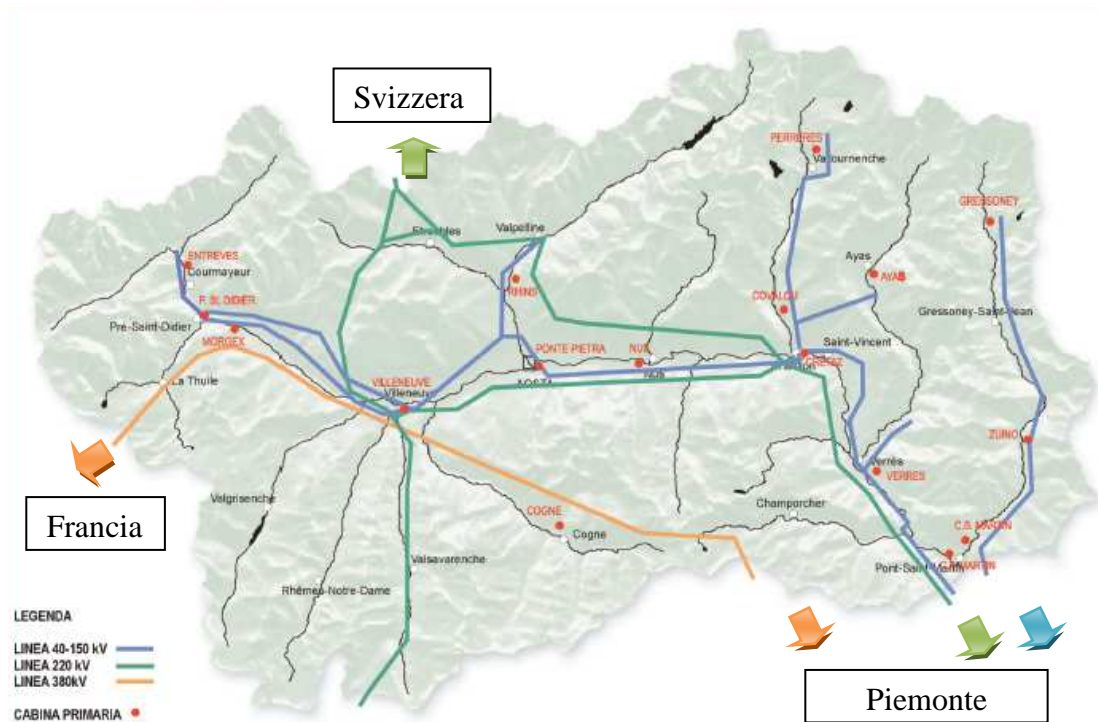 Svizzera
PERRERES
Valtournenche
GRESSONEY
Etroubles
Valpelline
ENTREVES
Courmayeur
RHINS
Ayas
AYAS
COVALOU
P. St. DIDIER
Pré-Saint-Didier
MORGEX
Gressoney-Saint-Jean
Saint-Vincent
PONTE PIETRA
NUS
Nus
AOSTA
La Thuile
VILLENEUVE
Villeneuve
ZUINO
Verrès
VERRES
Francia
Valgrisenche
COGNE
Cogne
Champorcher
C.S. MARTIN
Pont-Saint-Martin
Valsavarenche
Rhêmes-Notre-Dame
LEGENDA
LINEA 40-150 kV
LINEA 220 kV
LINEA 380kV
CABINA PRIMARIA
Piemonte